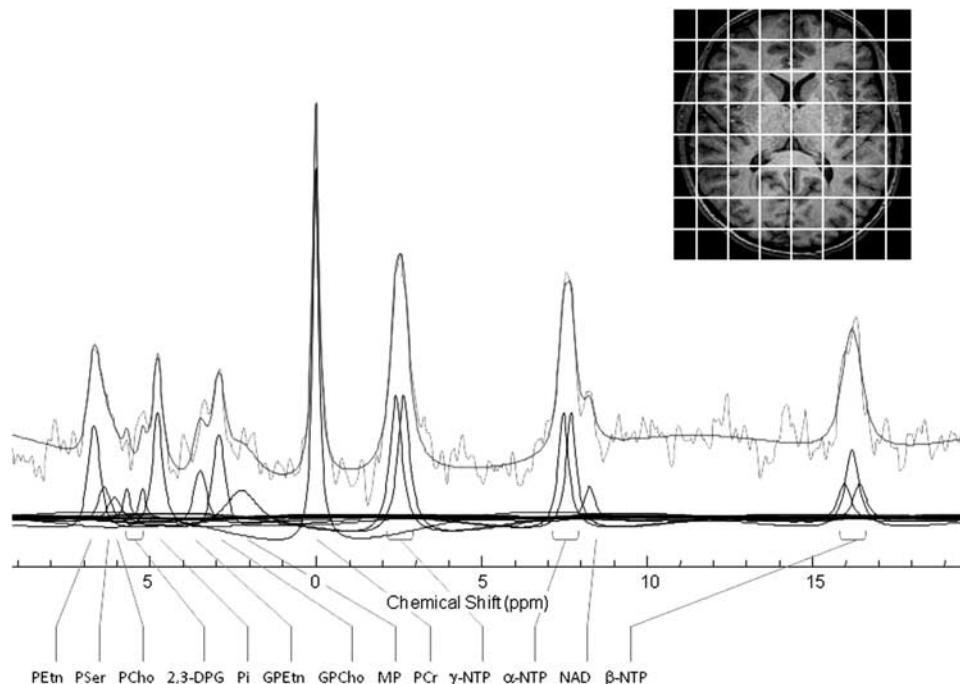 5 0 5 10 15
Chemical Shift (ppm)
PEtn PSer PCho 2,3-DPG Pi GPEtn GPCho MP PCr γ-NTP α-NTP NAD β-NTP